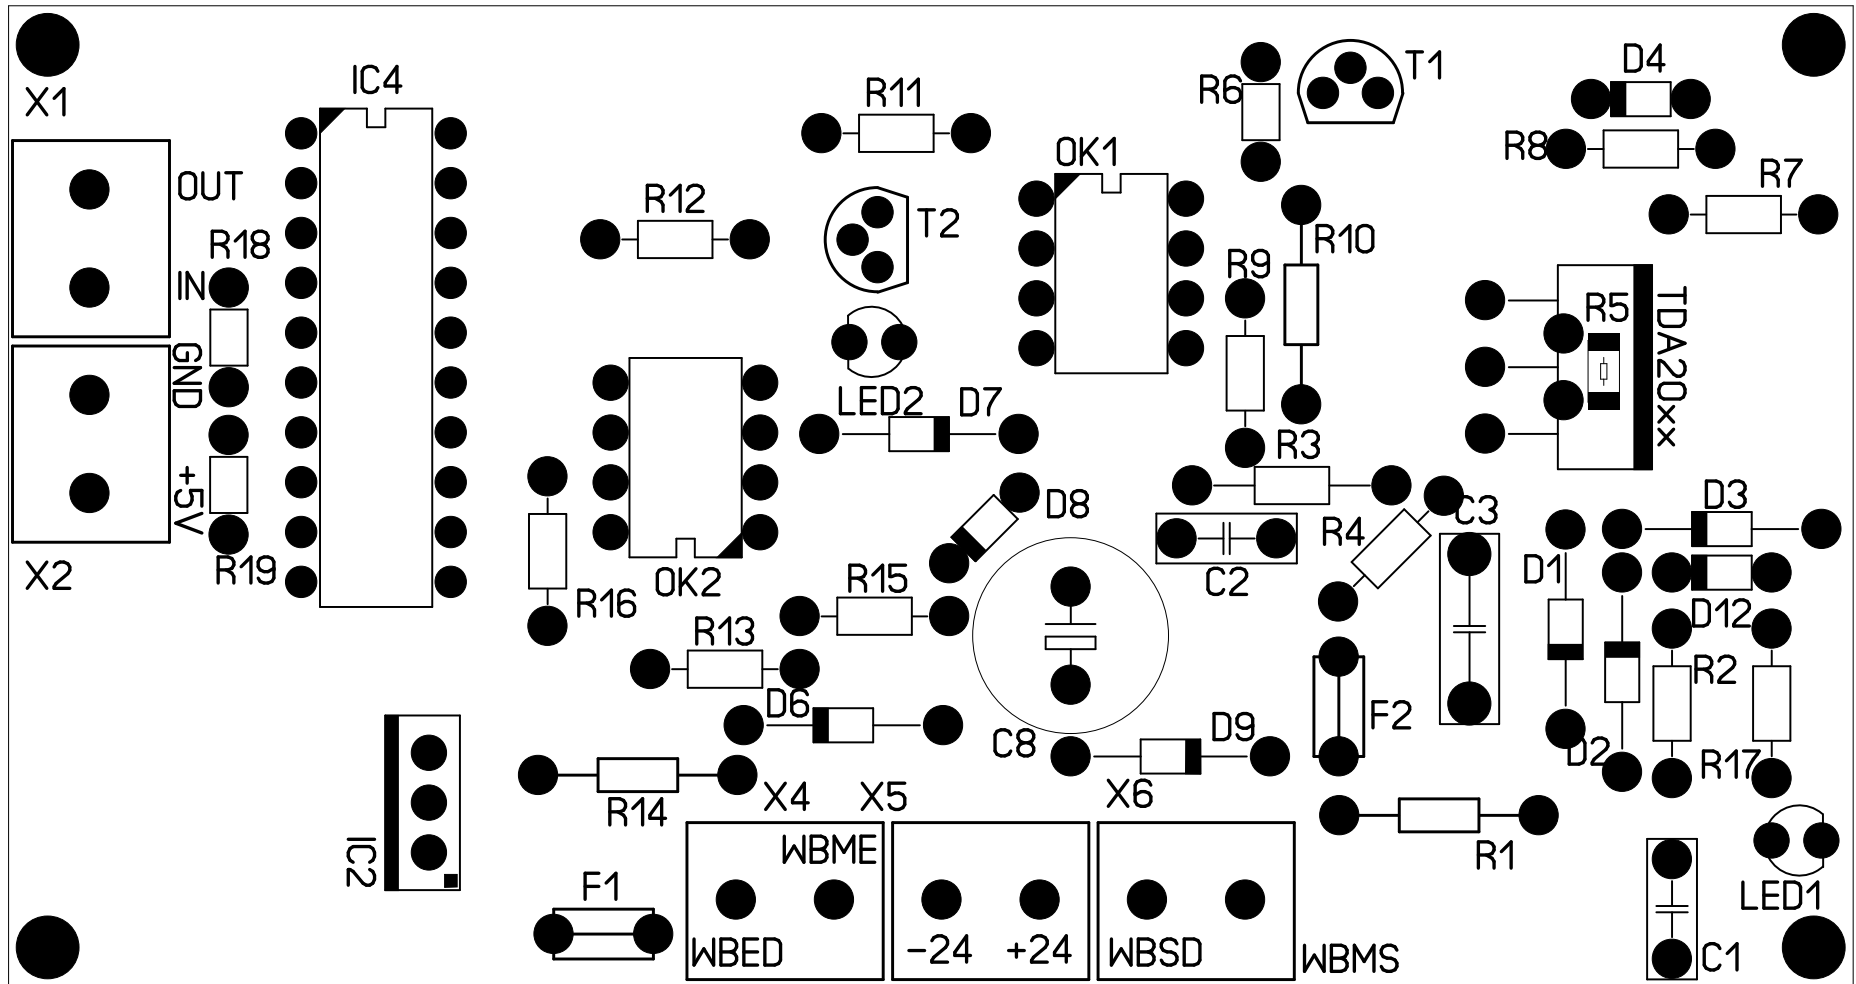 IC4
T1
D4
R11
R6
X1
OK1
R8
OUT
R12
R7
T2
R18
R10
R9
IN
TDA20xx
R5
GND
LED2
D7
R3
+5V
D8
C3
D3
R4
X2
R19
OK2
R15
C2
D1
R16
D12
R13
R2
D6
F2
D9
C8
D2
R17
X4
X5
X6
R14
WBME
IC2
R1
F1
LED1
WBED
-24
+24
WBSD
WBMS
C1